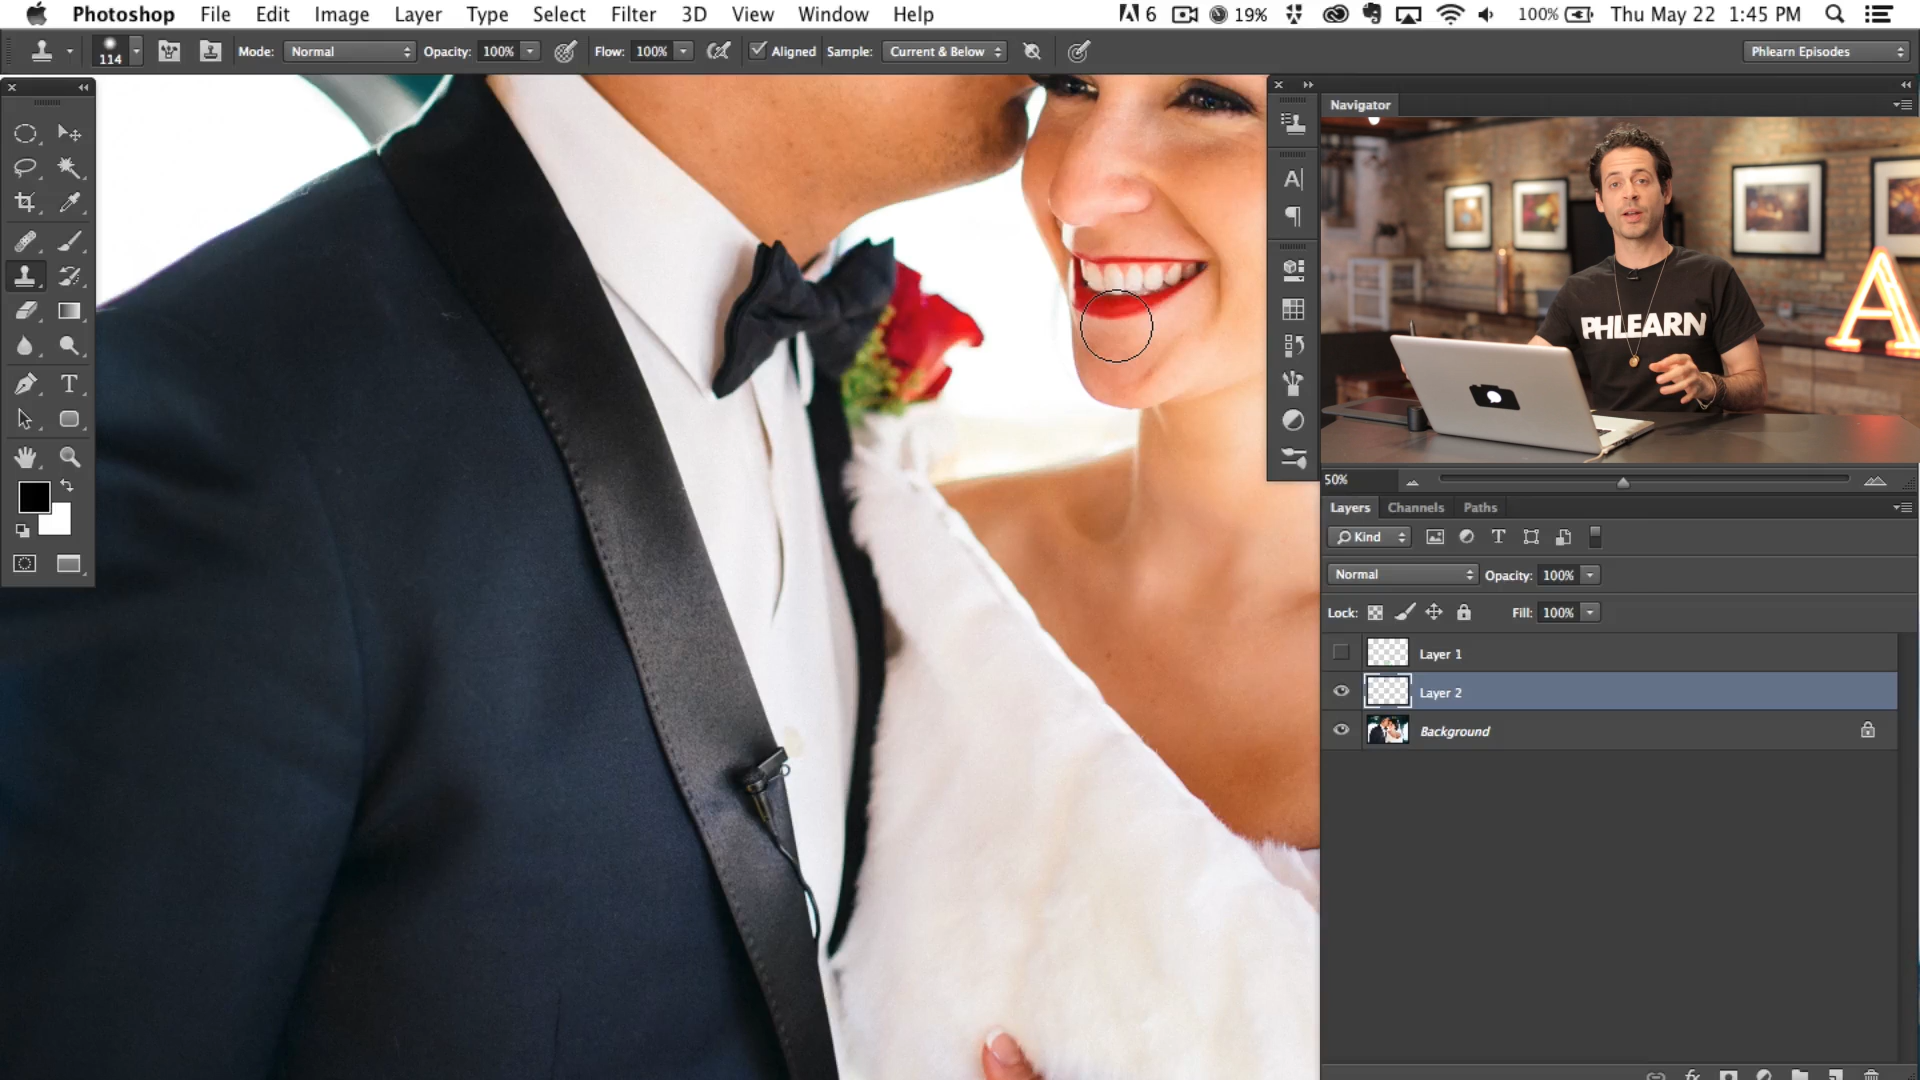 Photoshop File Edit Image Layer Type Select Filter 3D View Window Help 6 19% 100% Thu May 22 1:45 PM
114 Mode: Normal Opacity: 100% Flow: 100% Aligned Sample: Current & Below Phlearn Episodes
Navigator
PHLEARN
A
50%
Layers Channels Paths
Kind
Normal Opacity: 100%
Lock: Fill: 100%
Layer 1
Layer 2
Background